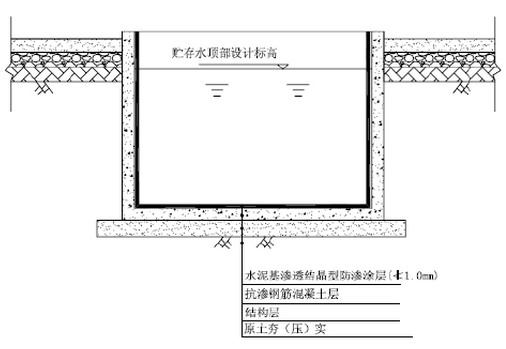 贮存水顶部设计标高
水泥基渗透结晶型防渗涂层(≮1.0mm)
抗渗钢筋混凝土层
结构层
原土夯（压）实